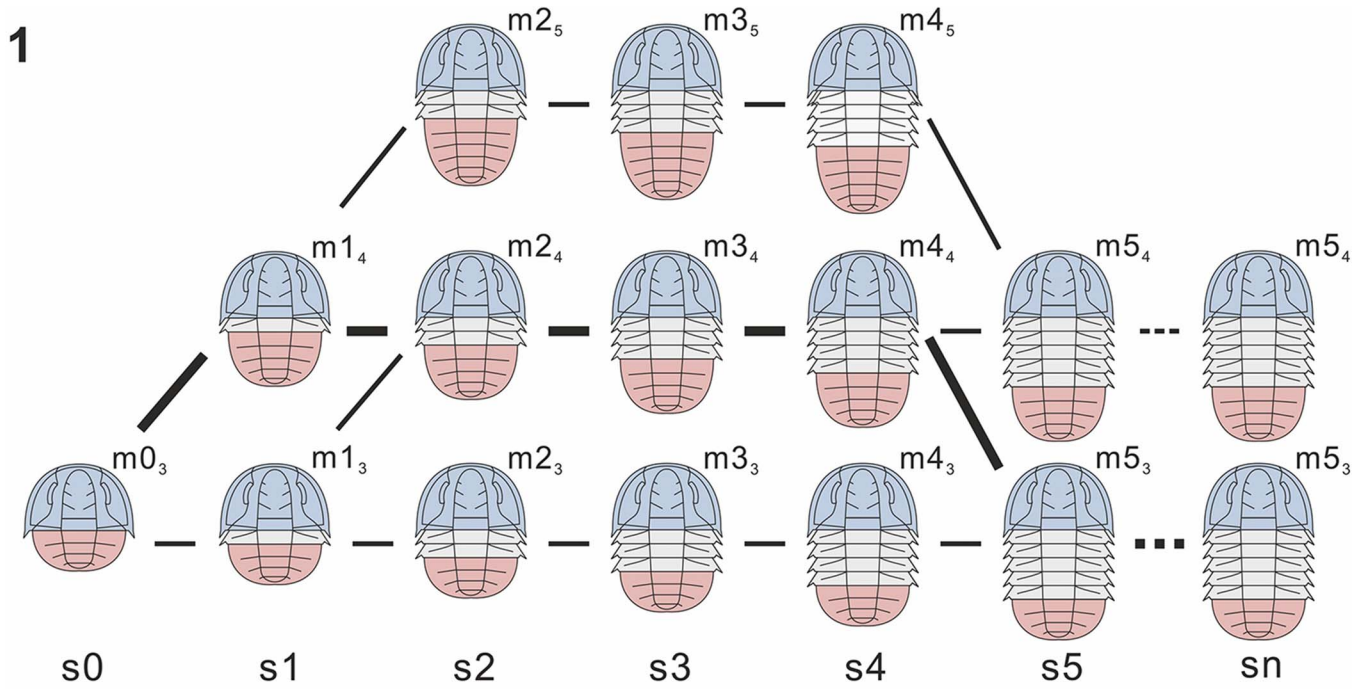 1
m2₅ m3₅ m4₅
m1₄ m2₄ m3₄ m4₄ m5₄ m5₄
m0₃ m1₃ m2₃ m3₃ m4₃ m5₃ m5₃
s0 s1 s2 s3 s4 s5 sn